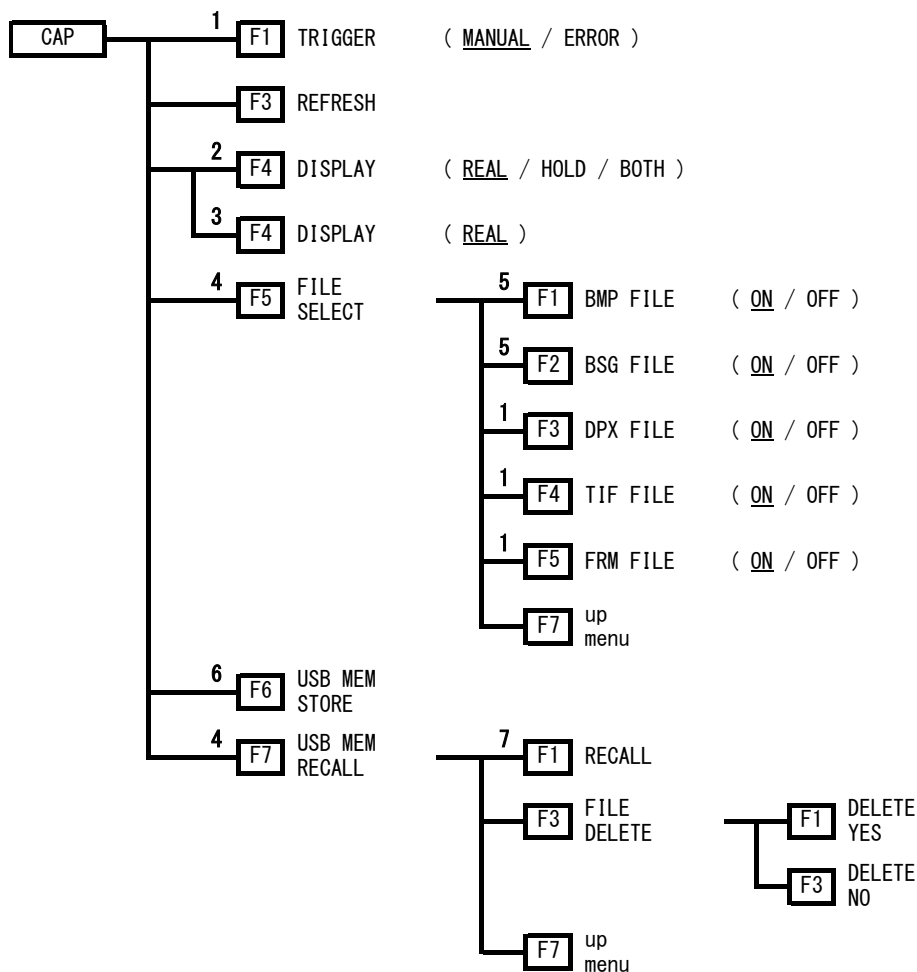 1
CAP F1 TRIGGER ( MANUAL / ERROR )
F3 REFRESH
2
F4 DISPLAY ( REAL / HOLD / BOTH )
3
F4 DISPLAY ( REAL )
4 5
F5 FILE SELECT F1 BMP FILE ( ON / OFF )
5
F2 BSG FILE ( ON / OFF )
1
F3 DPX FILE ( ON / OFF )
1
F4 TIF FILE ( ON / OFF )
1
F5 FRM FILE ( ON / OFF )
F7 up menu
6
F6 USB MEM STORE
4 7
F7 USB MEM RECALL F1 RECALL
F3 FILE DELETE F1 DELETE YES
F3 DELETE NO
F7 up menu